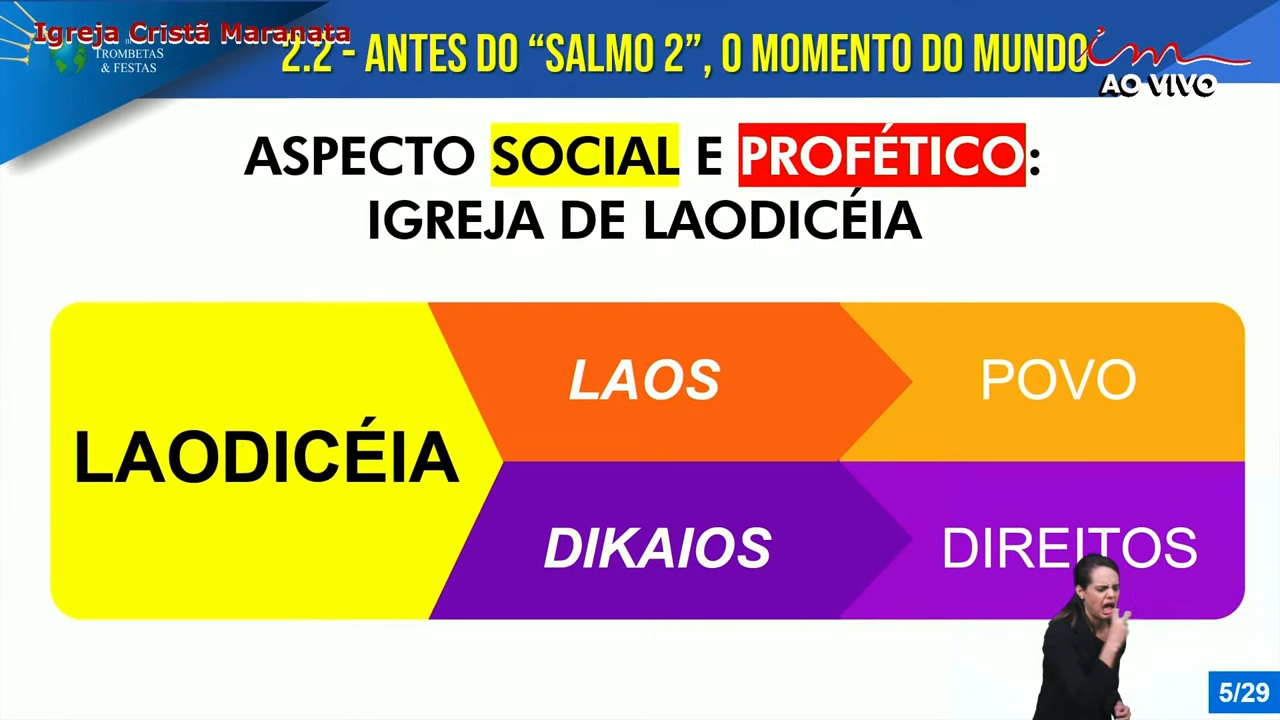 Igreja Cristã Maranata
TROMBETAS
& FESTAS
2.2 - ANTES DO “SALMO 2”, O MOMENTO DO MUNDO
im
AO VIVO
ASPECTO SOCIAL E PROFÉTICO:
IGREJA DE LAODICÉIA
LAODICÉIA
LAOS
POVO
DIKAIOS
DIREITOS
5/29